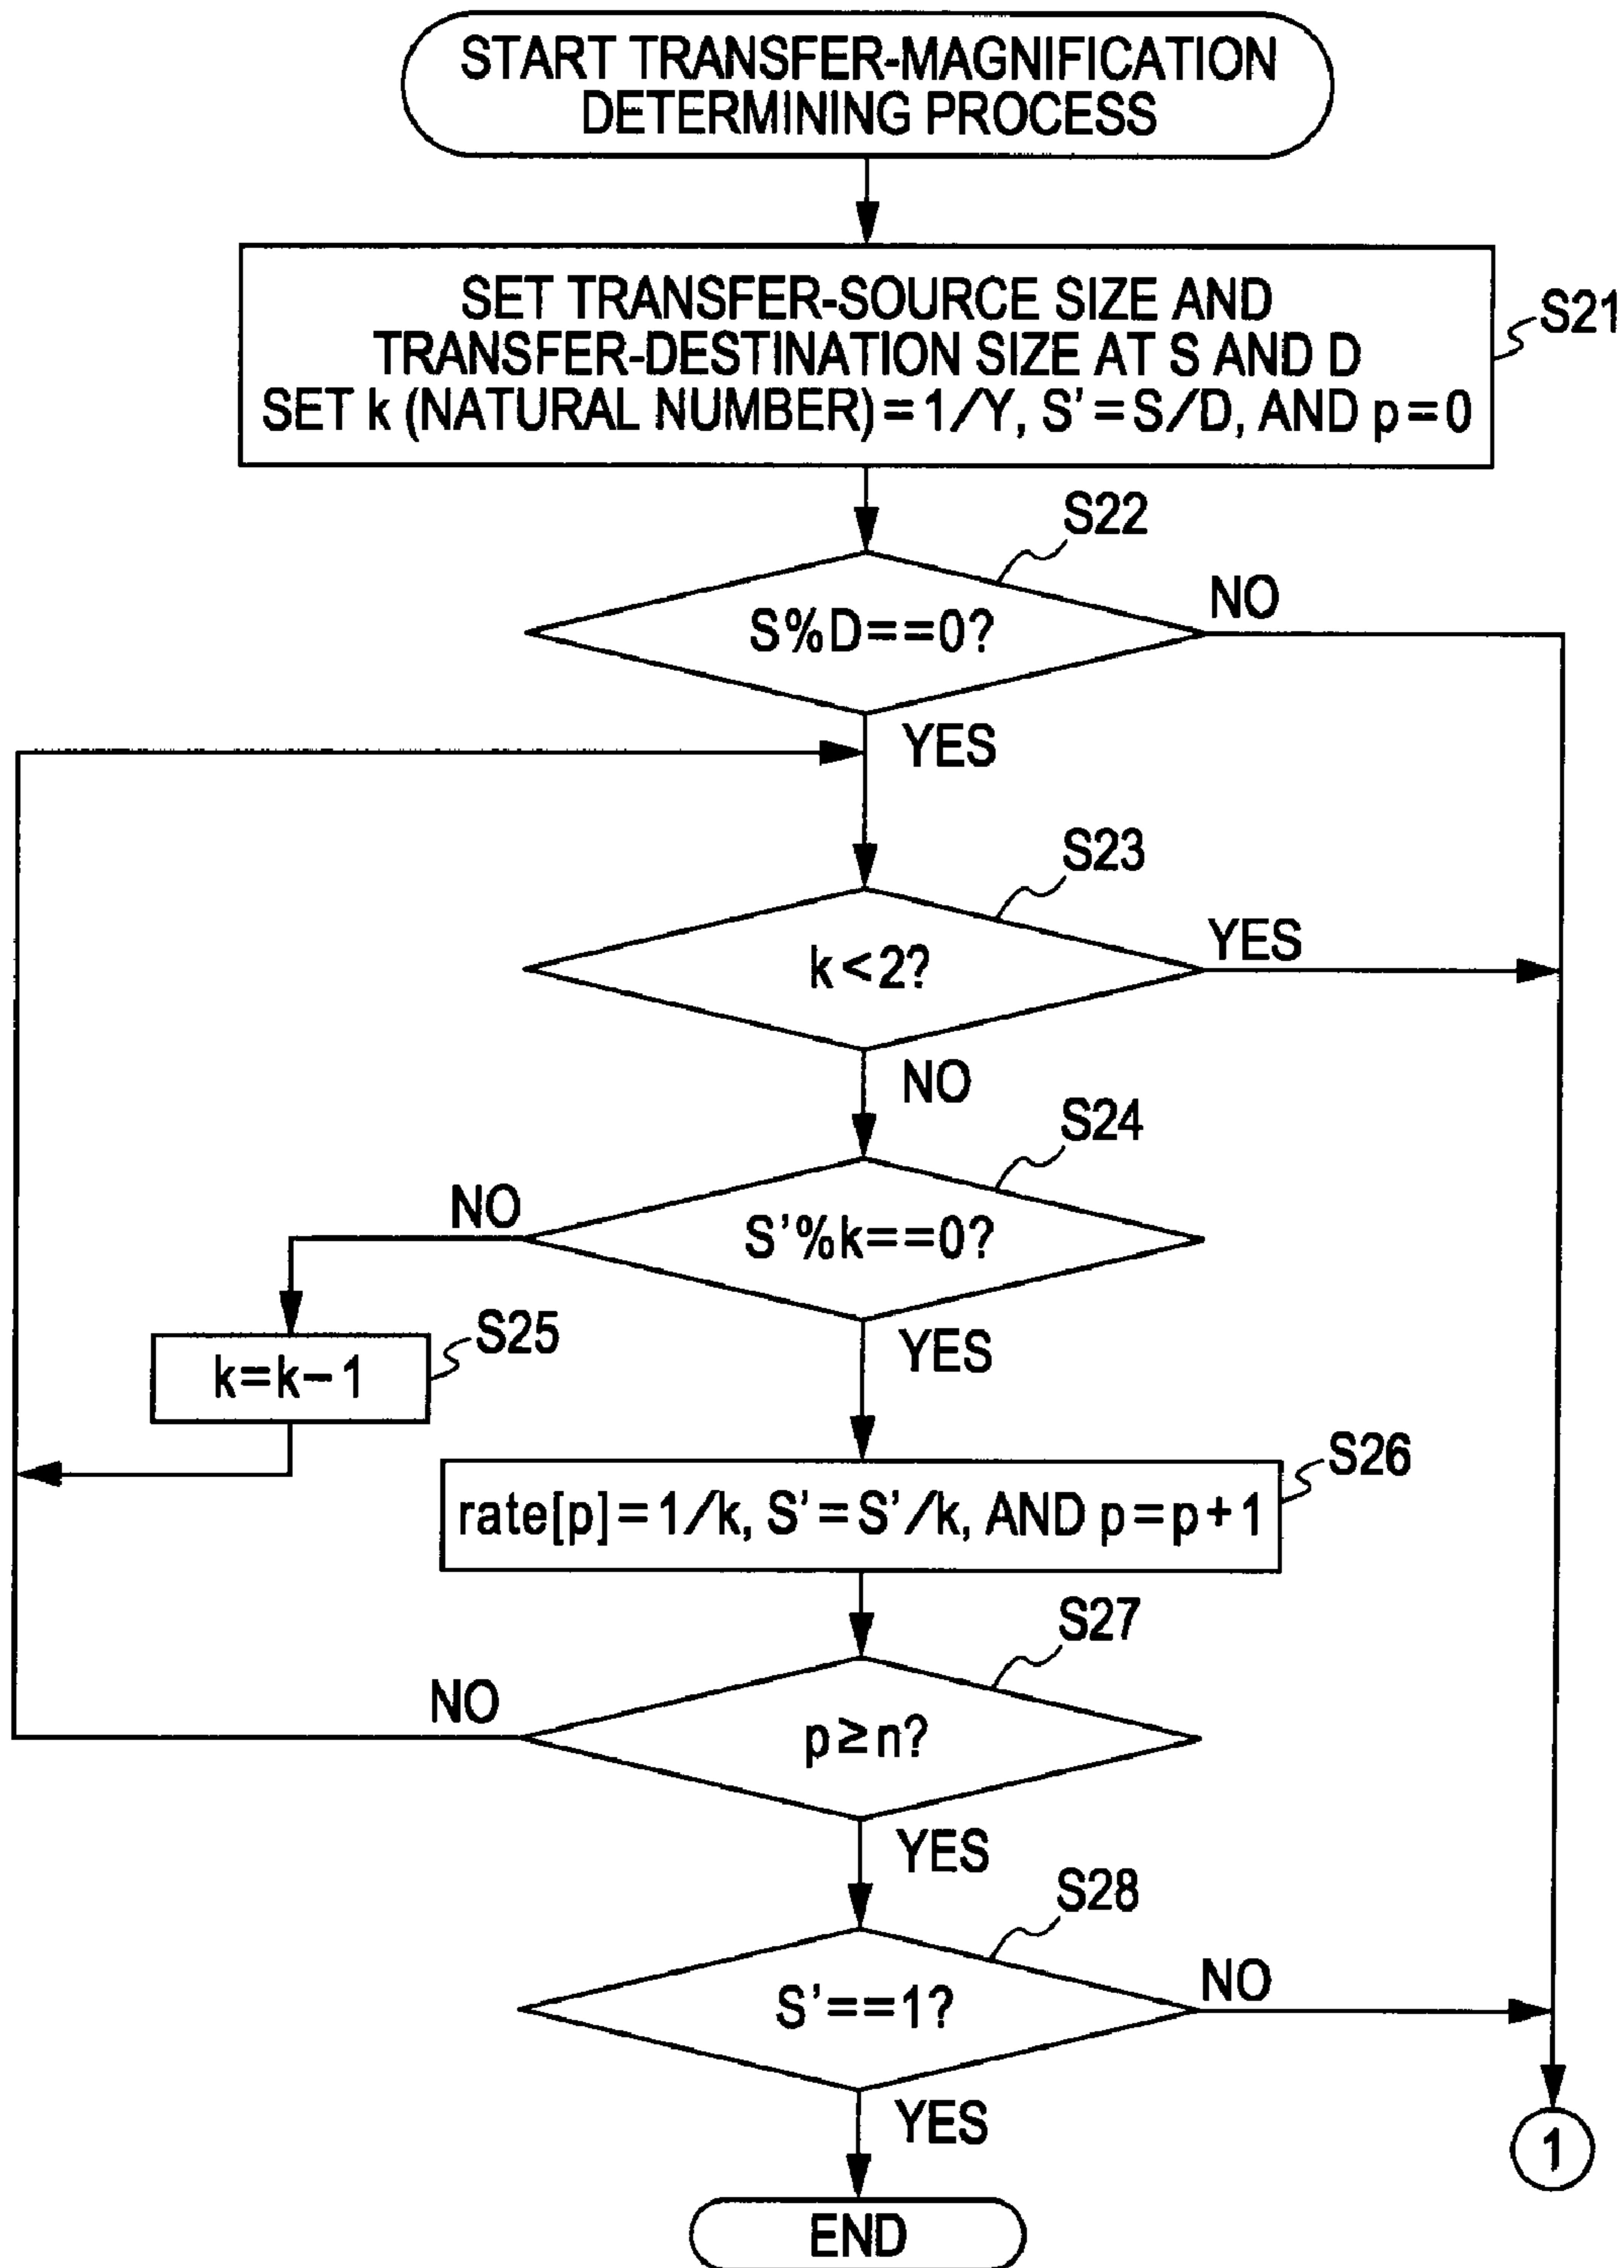 START TRANSFER-MAGNIFICATION
DETERMINING PROCESS
SET TRANSFER-SOURCE SIZE AND
TRANSFER-DESTINATION SIZE AT S AND D
SET k (NATURAL NUMBER)=1/Y, S'=S/D, AND p=0
S21
S22
S%D==0?
NO
YES
S23
k<2?
YES
NO
S24
S'%k==0?
NO
YES
S25
k=k-1
S26
rate[p]=1/k, S'=S'/k, AND p=p+1
S27
p≥n?
NO
YES
S28
S'==1?
NO
YES
1
END